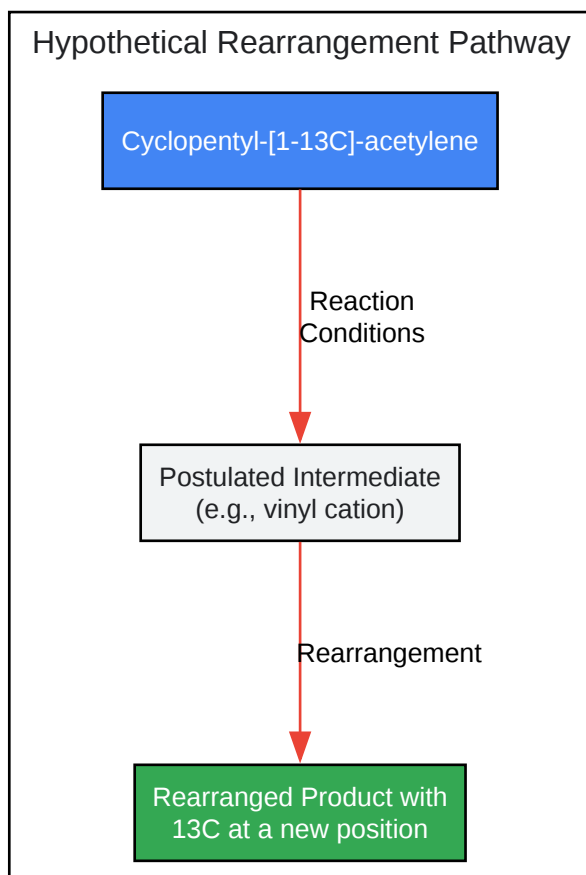 Hypothetical Rearrangement Pathway
Cyclopentyl-[1-13C]-acetylene
Reaction
Conditions
Postulated Intermediate
(e.g., vinyl cation)
Rearrangement
Rearranged Product with
13C at a new position